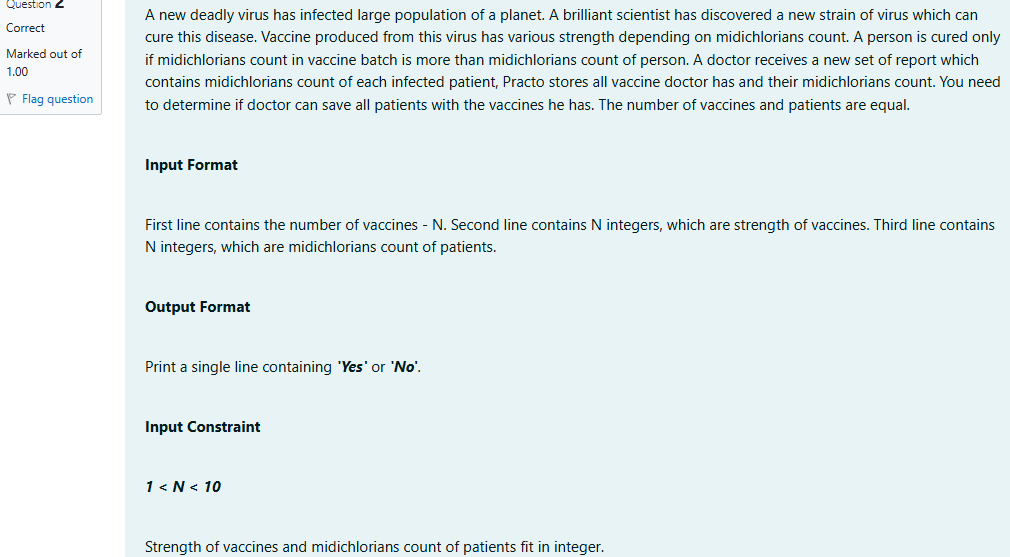 Question 2
Correct
Marked out of
1.00
Flag question
A new deadly virus has infected large population of a planet. A brilliant scientist has discovered a new strain of virus which can
cure this disease. Vaccine produced from this virus has various strength depending on midichlorians count. A person is cured only
if midichlorians count in vaccine batch is more than midichlorians count of person. A doctor receives a new set of report which
contains midichlorians count of each infected patient, Practo stores all vaccine doctor has and their midichlorians count. You need
to determine if doctor can save all patients with the vaccines he has. The number of vaccines and patients are equal.
Input Format
First line contains the number of vaccines - N. Second line contains N integers, which are strength of vaccines. Third line contains
N integers, which are midichlorians count of patients.
Output Format
Print a single line containing 'Yes' or 'No'.
Input Constraint
1 < N < 10
Strength of vaccines and midichlorians count of patients fit in integer.